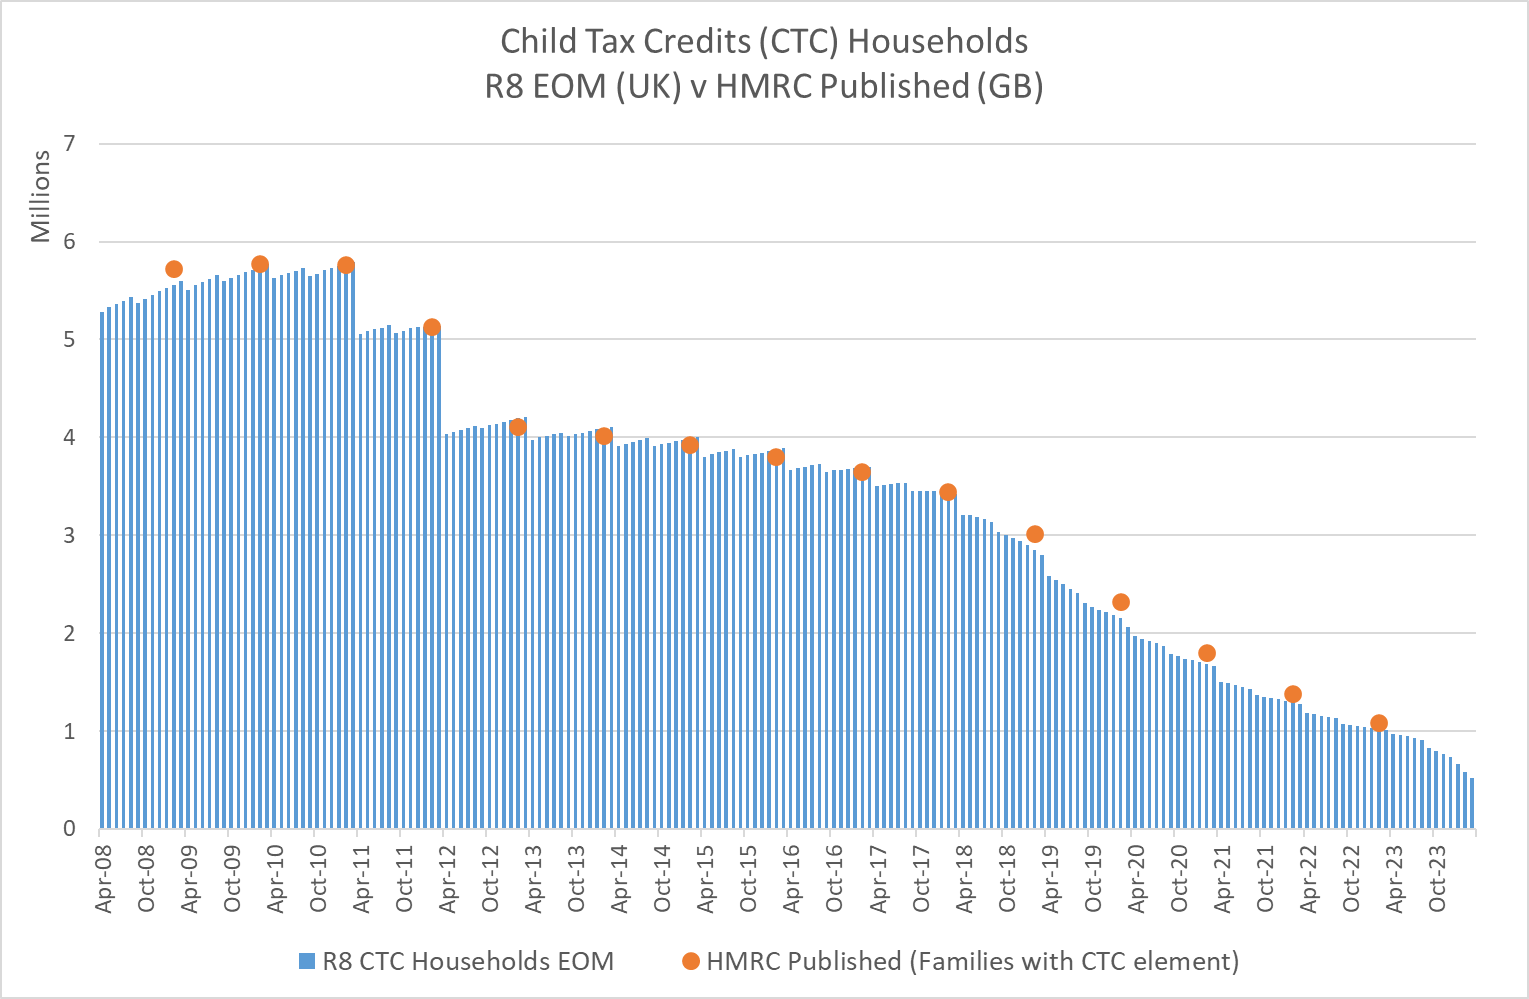 Child Tax Credits (CTC) Households
R8 EOM (UK) v HMRC Published (GB)
Millions
7
6
5
4
3
2
1
0
Apr-08
Oct-08
Apr-09
Oct-09
Apr-10
Oct-10
Apr-11
Oct-11
Apr-12
Oct-12
Apr-13
Oct-13
Apr-14
Oct-14
Apr-15
Oct-15
Apr-16
Oct-16
Apr-17
Oct-17
Apr-18
Oct-18
Apr-19
Oct-19
Apr-20
Oct-20
Apr-21
Oct-21
Apr-22
Oct-22
Apr-23
Oct-23
R8 CTC Households EOM
HMRC Published (Families with CTC element)